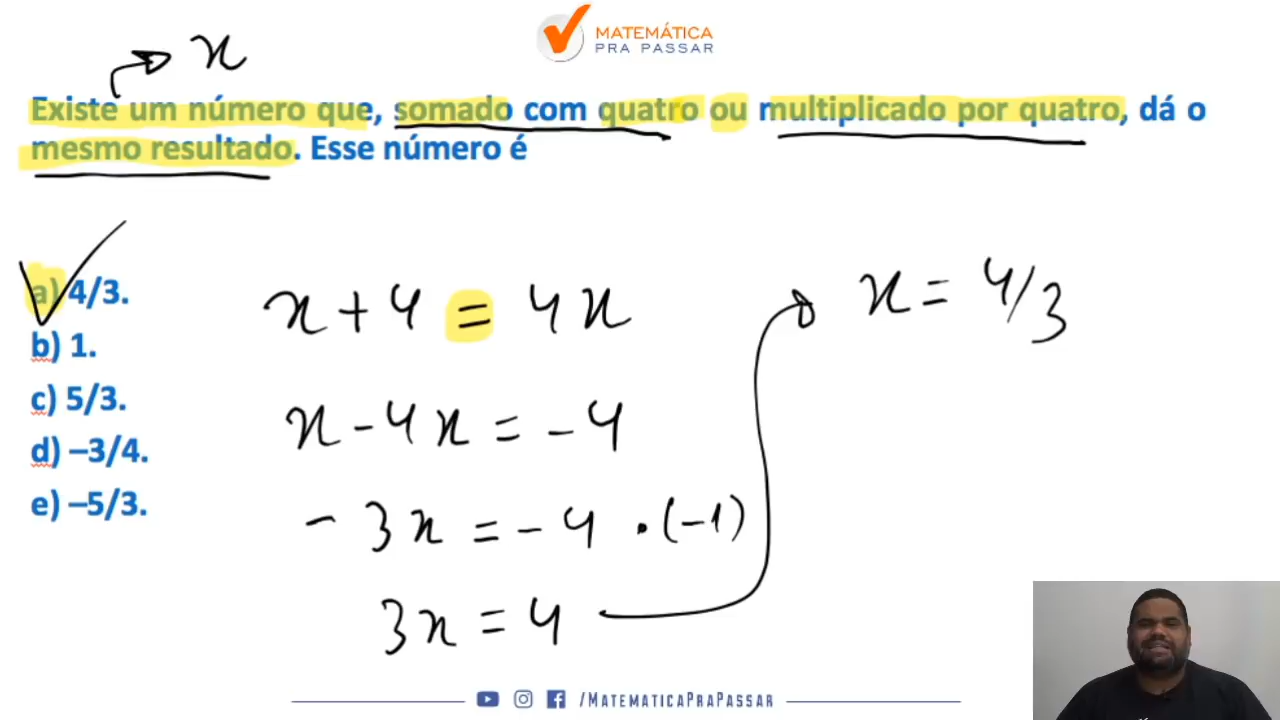 MATEMÁTICA
PRA PASSAR
x
Existe um número que, somado com quatro ou multiplicado por quatro, dá o
mesmo resultado. Esse número é
a) 4/3.
b) 1.
c) 5/3.
d) –3/4.
e) –5/3.
x + 4 = 4x
x - 4x = -4
- 3x = -4 · (-1)
3x = 4
x = 4/3
/MATEMATICAPRAPASSAR